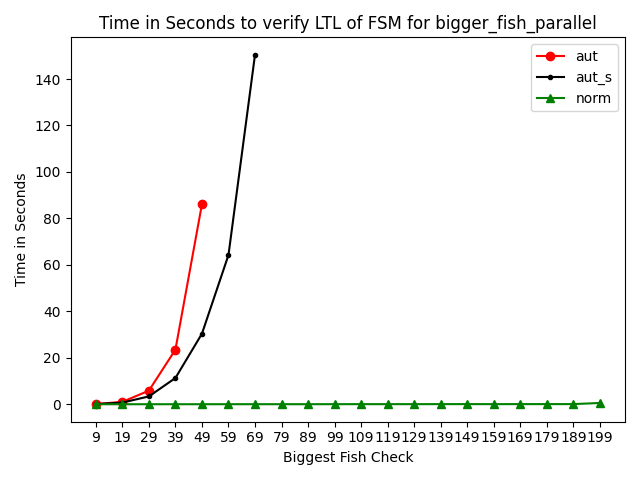 Time in Seconds to verify LTL of FSM for bigger_fish_parallel
aut
aut_s
norm
Time in Seconds
140
120
100
80
60
40
20
0
9 19 29 39 49 59 69 79 89 99 109 119 129 139 149 159 169 179 189 199
Biggest Fish Check